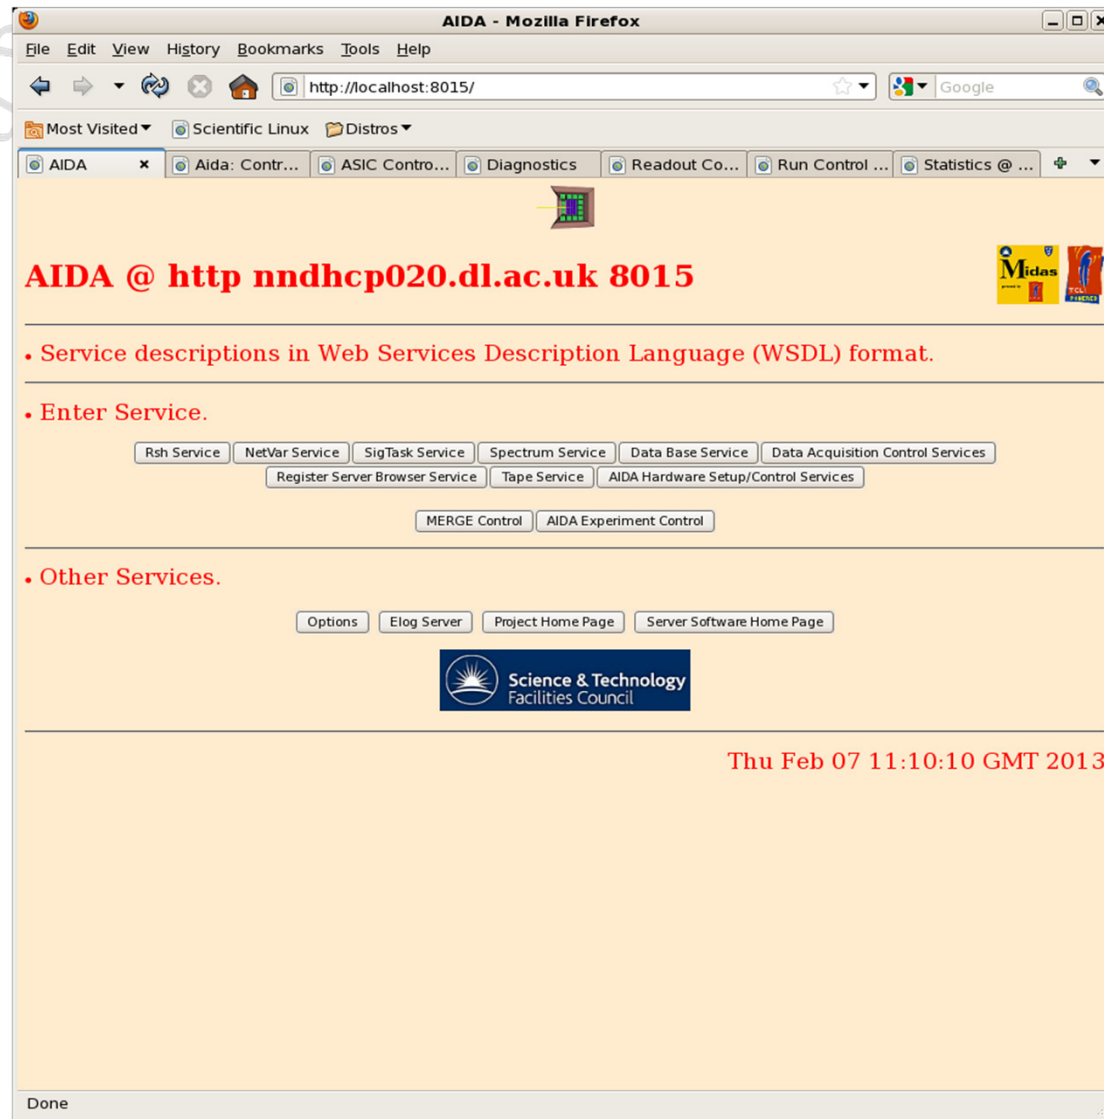 AIDA - Mozilla Firefox
File Edit View History Bookmarks Tools Help
http://localhost:8015/ Google
Most Visited Scientific Linux Distros
AIDA Aida: Contr... ASIC Contro... Diagnostics Readout Co... Run Control ... Statistics @ ...
AIDA @ http nndhcp020.dl.ac.uk 8015
Midas
TCL
POWERED
• Service descriptions in Web Services Description Language (WSDL) format.
• Enter Service.
Rsh Service NetVar Service SigTask Service Spectrum Service Data Base Service Data Acquisition Control Services
Register Server Browser Service Tape Service AIDA Hardware Setup/Control Services
MERGE Control AIDA Experiment Control
• Other Services.
Options Elog Server Project Home Page Server Software Home Page
Science & Technology
Facilities Council
Thu Feb 07 11:10:10 GMT 2013
Done